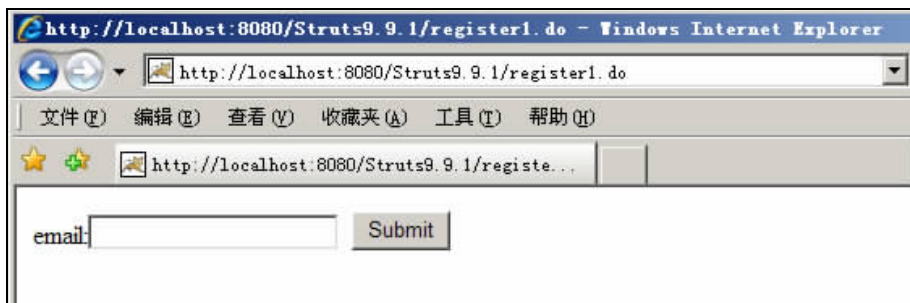 http://localhost:8080/Struts9.9.1/register1.do - Windows Internet Explorer
http://localhost:8080/Struts9.9.1/register1.do
文件(F) 编辑(E) 查看(V) 收藏夹(A) 工具(T) 帮助(H)
http://localhost:8080/Struts9.9.1/registe...
email: Submit